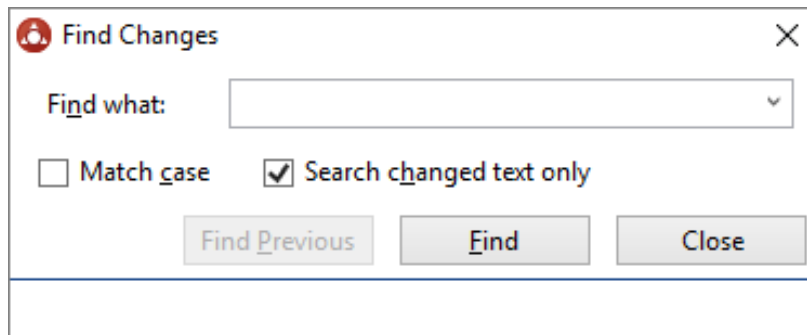 Find Changes
Find what:
Match case Search changed text only
Find Previous Find Close